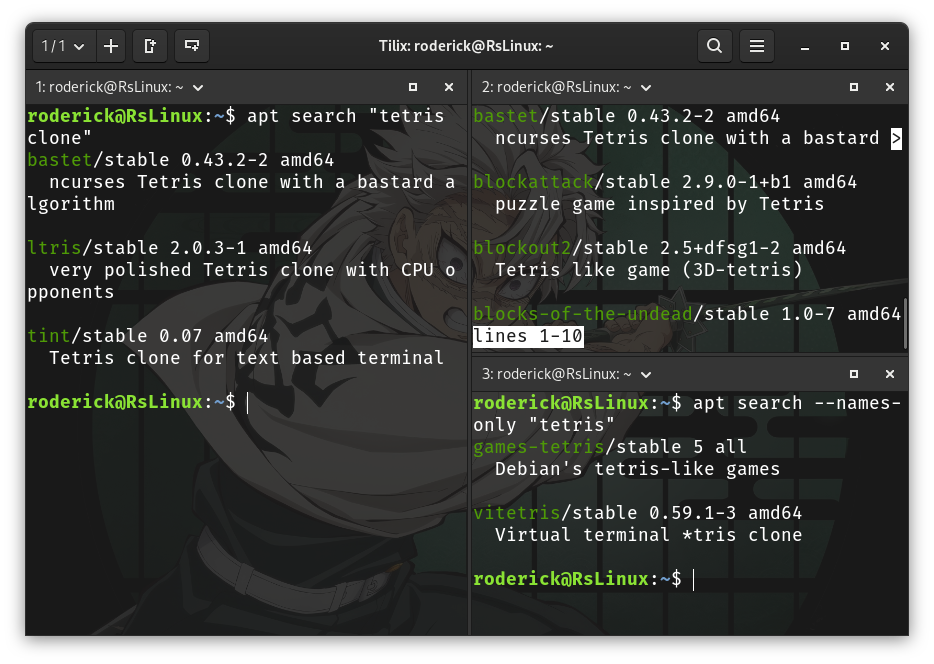 1 / 1
Tilix: roderick@RsLinux: ~
1: roderick@RsLinux: ~
roderick@RsLinux:~$ apt search "tetris
clone"
bastet/stable 0.43.2-2 amd64
  ncurses Tetris clone with a bastard a
lgorithm
ltris/stable 2.0.3-1 amd64
  very polished Tetris clone with CPU o
pponents
tint/stable 0.07 amd64
  Tetris clone for text based terminal
roderick@RsLinux:~$
2: roderick@RsLinux: ~
bastet/stable 0.43.2-2 amd64
  ncurses Tetris clone with a bastard >
blockattack/stable 2.9.0-1+b1 amd64
  puzzle game inspired by Tetris
blockout2/stable 2.5+dfsg1-2 amd64
  Tetris like game (3D-tetris)
blocks-of-the-undead/stable 1.0-7 amd64
lines 1-10
3: roderick@RsLinux: ~
roderick@RsLinux:~$ apt search --names-
only "tetris"
games-tetris/stable 5 all
  Debian's tetris-like games
vitetris/stable 0.59.1-3 amd64
  Virtual terminal *tris clone
roderick@RsLinux:~$